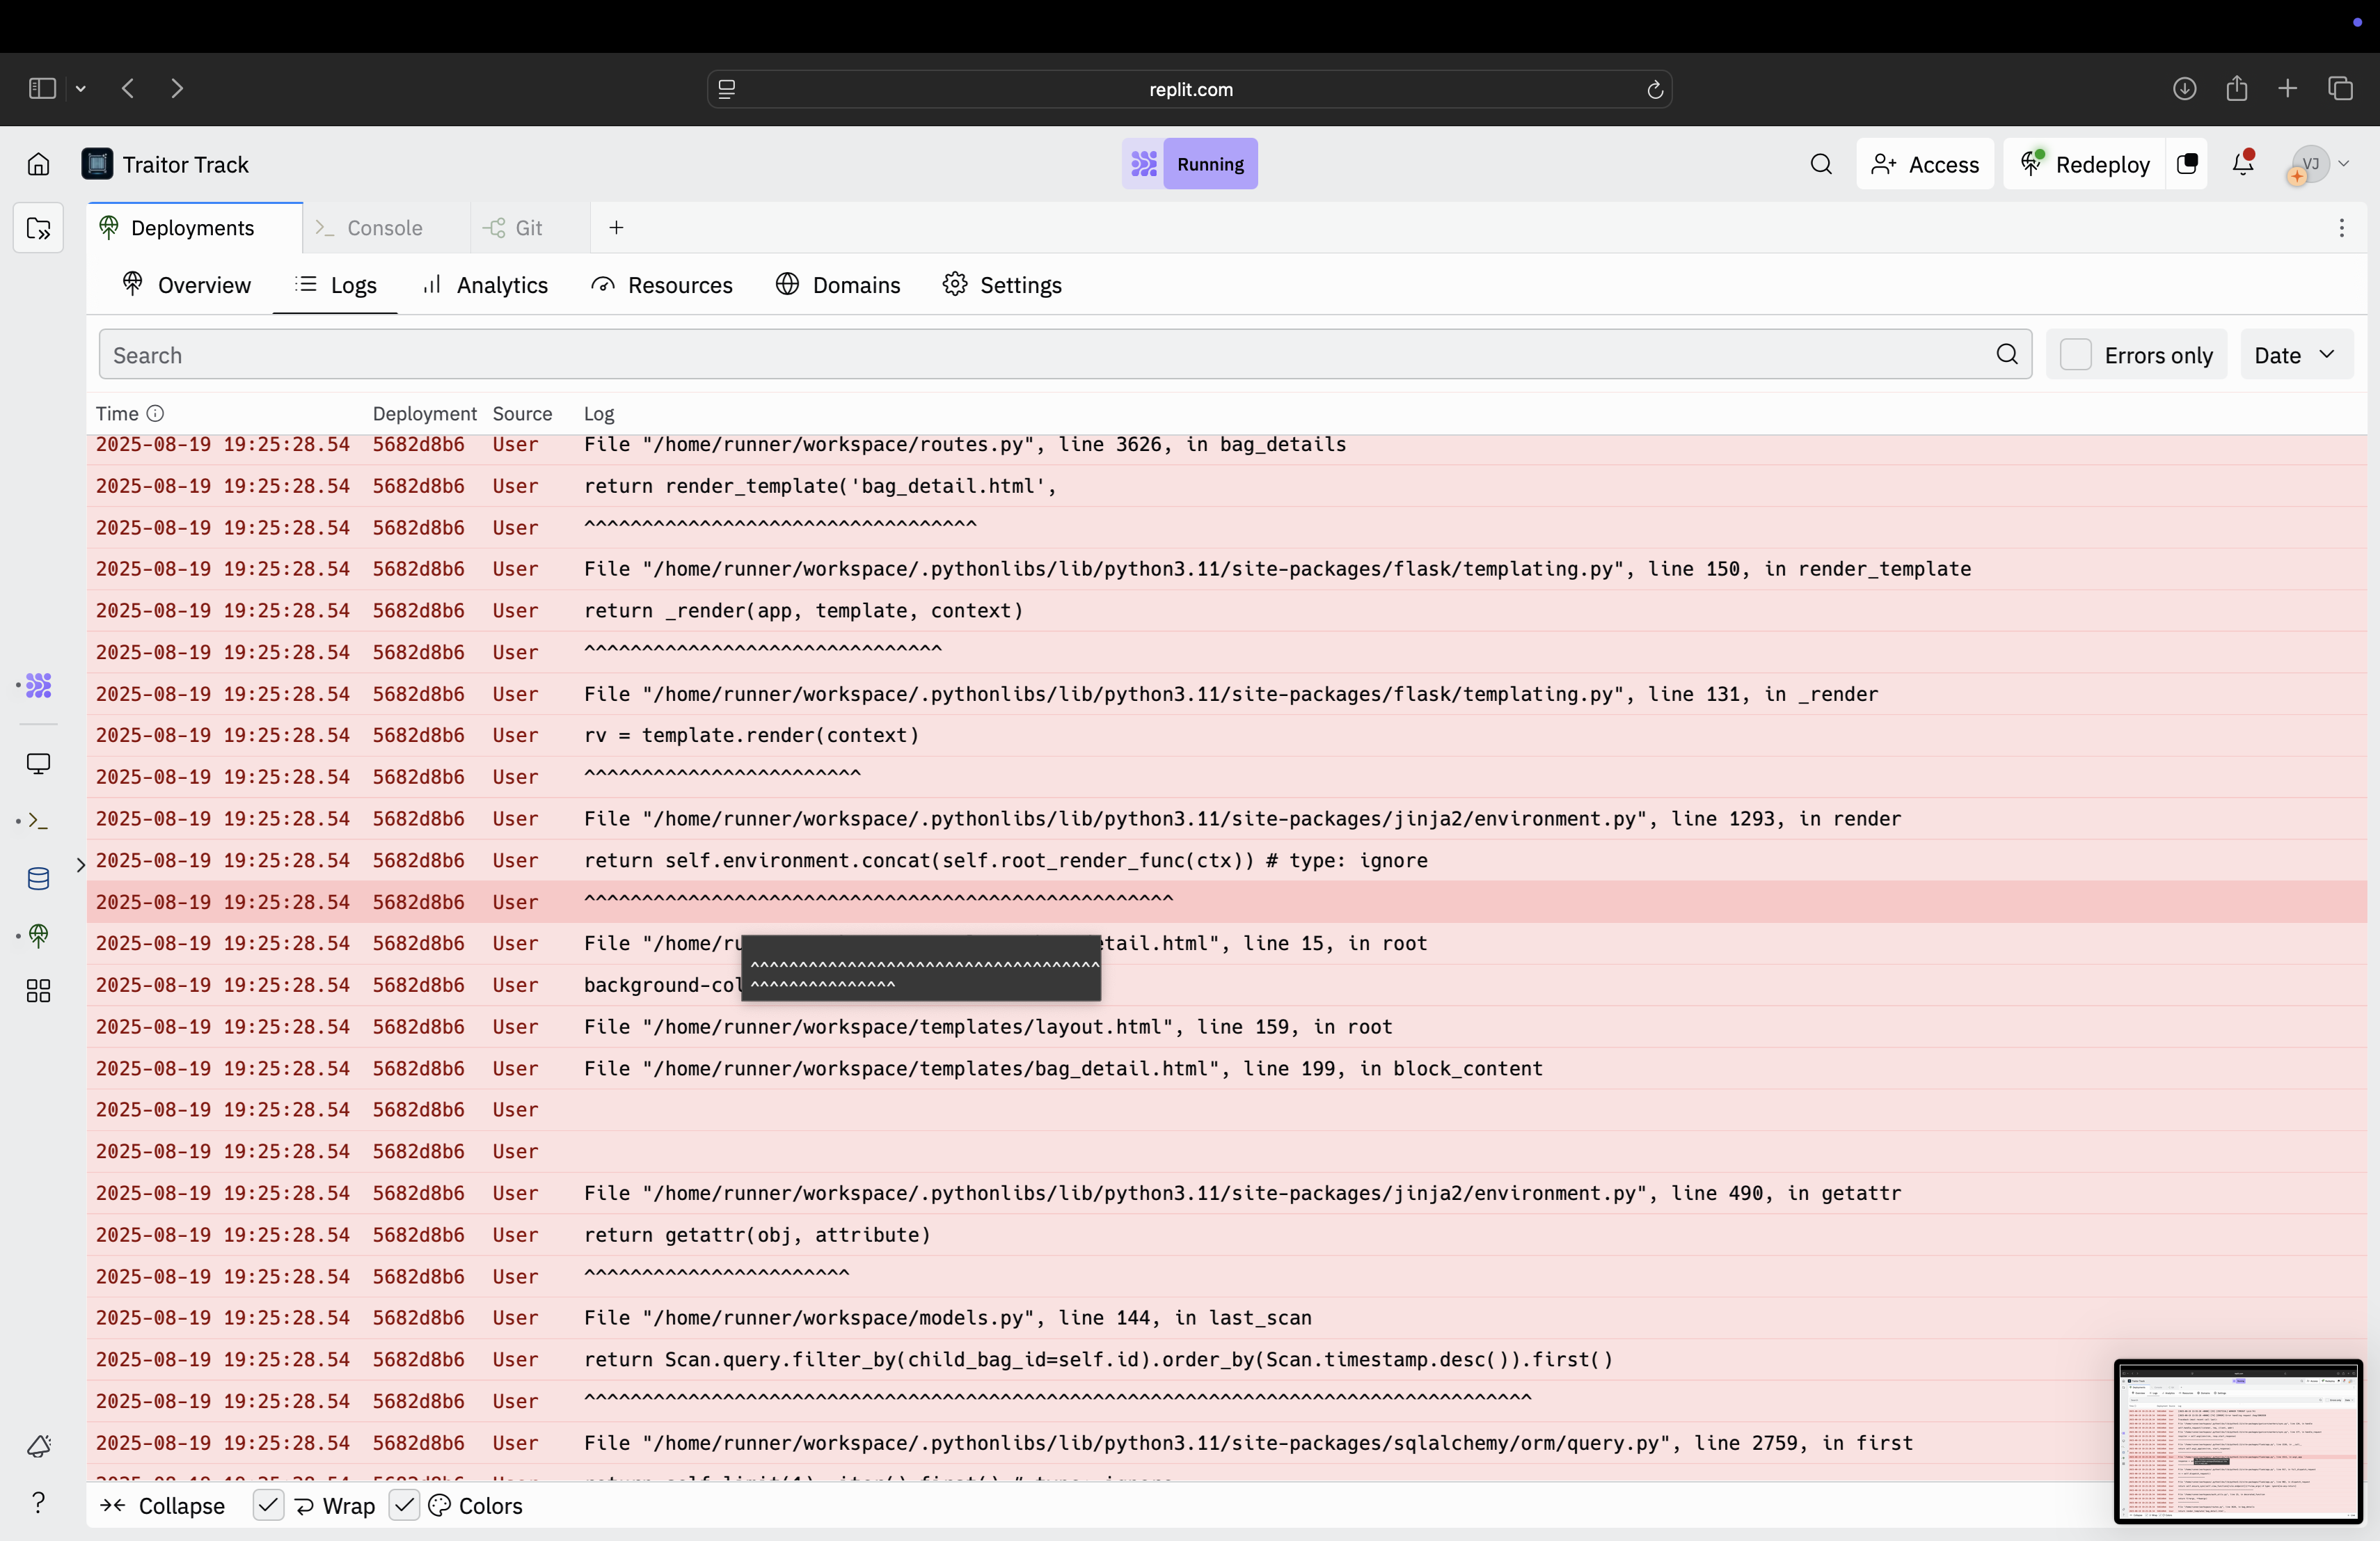 replit.com
Traitor Track
Running
Access
Redeploy
VJ
Deployments
Console
Git
Overview
Logs
Analytics
Resources
Domains
Settings
Search
Errors only
Date
Time Deployment Source Log
2025-08-19 19:25:28.54 5682d8b6 User File "/home/runner/workspace/routes.py", line 3626, in bag_details
2025-08-19 19:25:28.54 5682d8b6 User return render_template('bag_detail.html',
2025-08-19 19:25:28.54 5682d8b6 User ^^^^^^^^^^^^^^^^^^^^^^^^^^^^^^^^^^
2025-08-19 19:25:28.54 5682d8b6 User File "/home/runner/workspace/.pythonlibs/lib/python3.11/site-packages/flask/templating.py", line 150, in render_template
2025-08-19 19:25:28.54 5682d8b6 User return _render(app, template, context)
2025-08-19 19:25:28.54 5682d8b6 User ^^^^^^^^^^^^^^^^^^^^^^^^^^^^^^^
2025-08-19 19:25:28.54 5682d8b6 User File "/home/runner/workspace/.pythonlibs/lib/python3.11/site-packages/flask/templating.py", line 131, in _render
2025-08-19 19:25:28.54 5682d8b6 User rv = template.render(context)
2025-08-19 19:25:28.54 5682d8b6 User ^^^^^^^^^^^^^^^^^^^^^^^^
2025-08-19 19:25:28.54 5682d8b6 User File "/home/runner/workspace/.pythonlibs/lib/python3.11/site-packages/jinja2/environment.py", line 1293, in render
2025-08-19 19:25:28.54 5682d8b6 User return self.environment.concat(self.root_render_func(ctx)) # type: ignore
2025-08-19 19:25:28.54 5682d8b6 User ^^^^^^^^^^^^^^^^^^^^^^^^^^^^^^^^^^^^^^^^^^^^^^^^^^^
2025-08-19 19:25:28.54 5682d8b6 User File "/home/ru etail.html", line 15, in root
^^^^^^^^^^^^^^^^^^^^^^^^^^^^^^^^^^^^
2025-08-19 19:25:28.54 5682d8b6 User background-col
^^^^^^^^^^^^^^^
2025-08-19 19:25:28.54 5682d8b6 User File "/home/runner/workspace/templates/layout.html", line 159, in root
2025-08-19 19:25:28.54 5682d8b6 User File "/home/runner/workspace/templates/bag_detail.html", line 199, in block_content
2025-08-19 19:25:28.54 5682d8b6 User
2025-08-19 19:25:28.54 5682d8b6 User
2025-08-19 19:25:28.54 5682d8b6 User File "/home/runner/workspace/.pythonlibs/lib/python3.11/site-packages/jinja2/environment.py", line 490, in getattr
2025-08-19 19:25:28.54 5682d8b6 User return getattr(obj, attribute)
2025-08-19 19:25:28.54 5682d8b6 User ^^^^^^^^^^^^^^^^^^^^^^^
2025-08-19 19:25:28.54 5682d8b6 User File "/home/runner/workspace/models.py", line 144, in last_scan
2025-08-19 19:25:28.54 5682d8b6 User return Scan.query.filter_by(child_bag_id=self.id).order_by(Scan.timestamp.desc()).first()
2025-08-19 19:25:28.54 5682d8b6 User ^^^^^^^^^^^^^^^^^^^^^^^^^^^^^^^^^^^^^^^^^^^^^^^^^^^^^^^^^^^^^^^^^^^^^^^^^^^^^^^^^^
2025-08-19 19:25:28.54 5682d8b6 User File "/home/runner/workspace/.pythonlibs/lib/python3.11/site-packages/sqlalchemy/orm/query.py", line 2759, in first
Collapse
Wrap
Colors